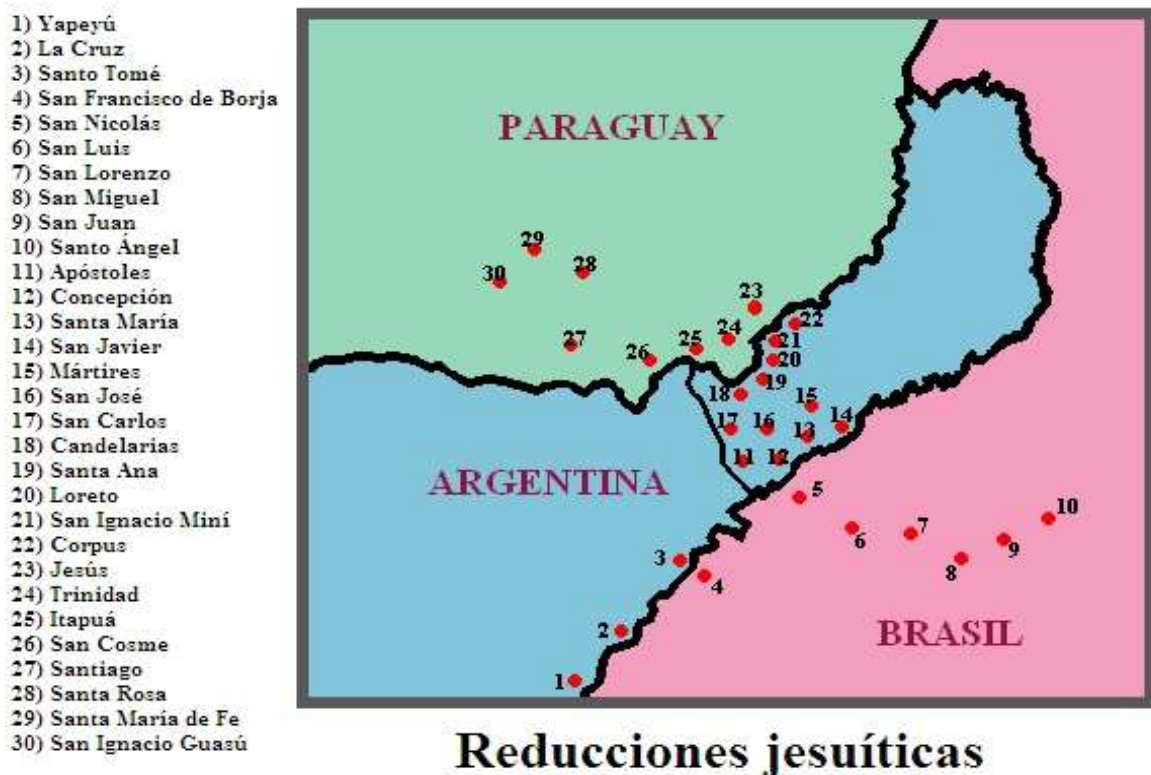 1) Yapeyú
2) La Cruz
3) Santo Tomé
4) San Francisco de Borja
5) San Nicolás
6) San Luis
7) San Lorenzo
8) San Miguel
9) San Juan
10) Santo Ángel
11) Apóstoles
12) Concepción
13) Santa María
14) San Javier
15) Mártires
16) San José
17) San Carlos
18) Candelarias
19) Santa Ana
20) Loreto
21) San Ignacio Miní
22) Corpus
23) Jesús
24) Trinidad
25) Itapuá
26) San Cosme
27) Santiago
28) Santa Rosa
29) Santa María de Fe
30) San Ignacio Guasú
PARAGUAY
29
28
30
23
22
24
21
25
26
27
20
19
18
15
14
17
16
13
11
12
ARGENTINA
5
10
6
7
9
3
8
4
2
BRASIL
1
Reducciones jesuíticas